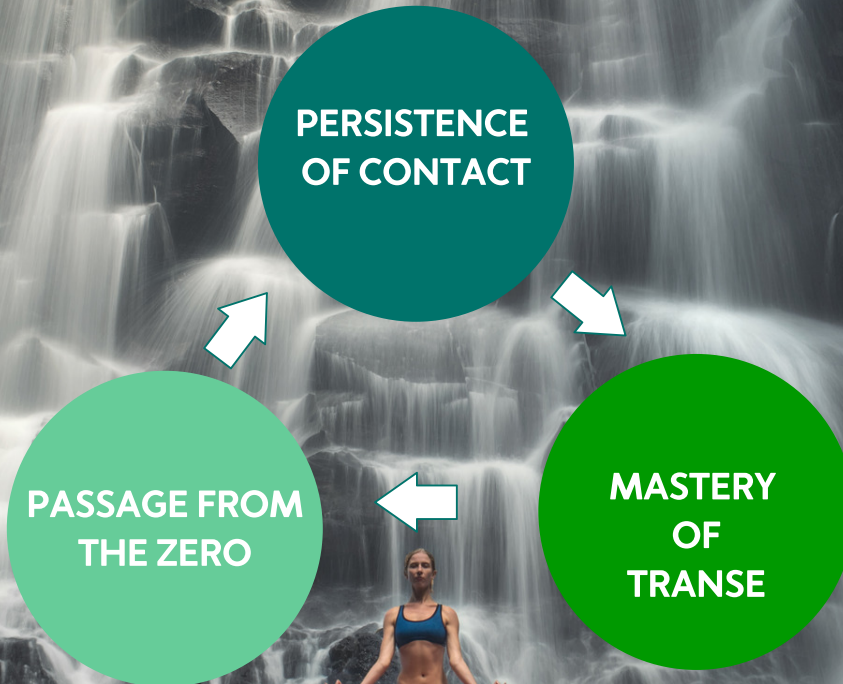 PERSISTENCE
OF CONTACT
MASTERY
OF
TRANSE
PASSAGE FROM
THE ZERO